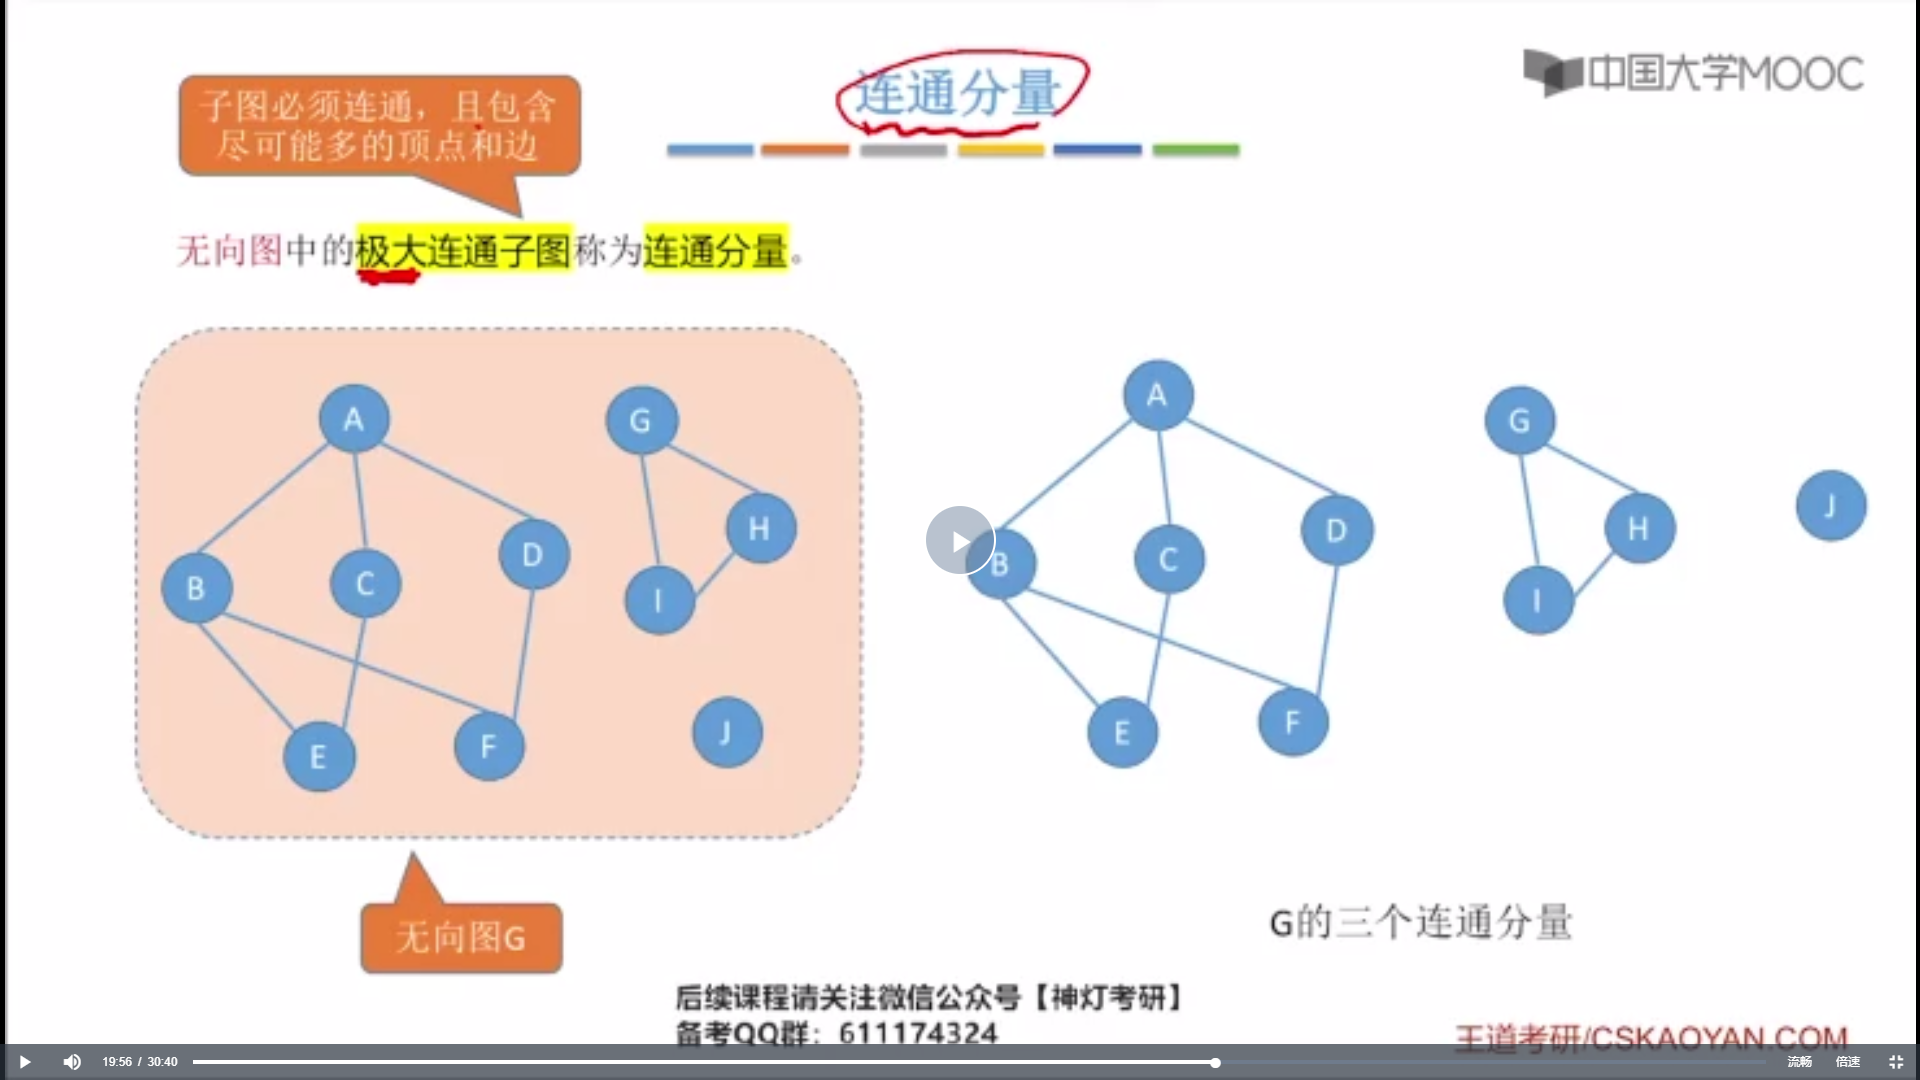 连通分量
中国大学MOOC
子图必须连通，且包含
尽可能多的顶点和边
无向图中的极大连通子图称为连通分量。
A
B
C
D
E
F
G
H
I
J
A
B
C
D
E
F
G
H
I
J
无向图G
G的三个连通分量
后续课程请关注微信公众号【神灯考研】
备考QQ群：611174324
王道考研/CSKAOYAN.COM
19:56 / 30:40
流畅 倍速